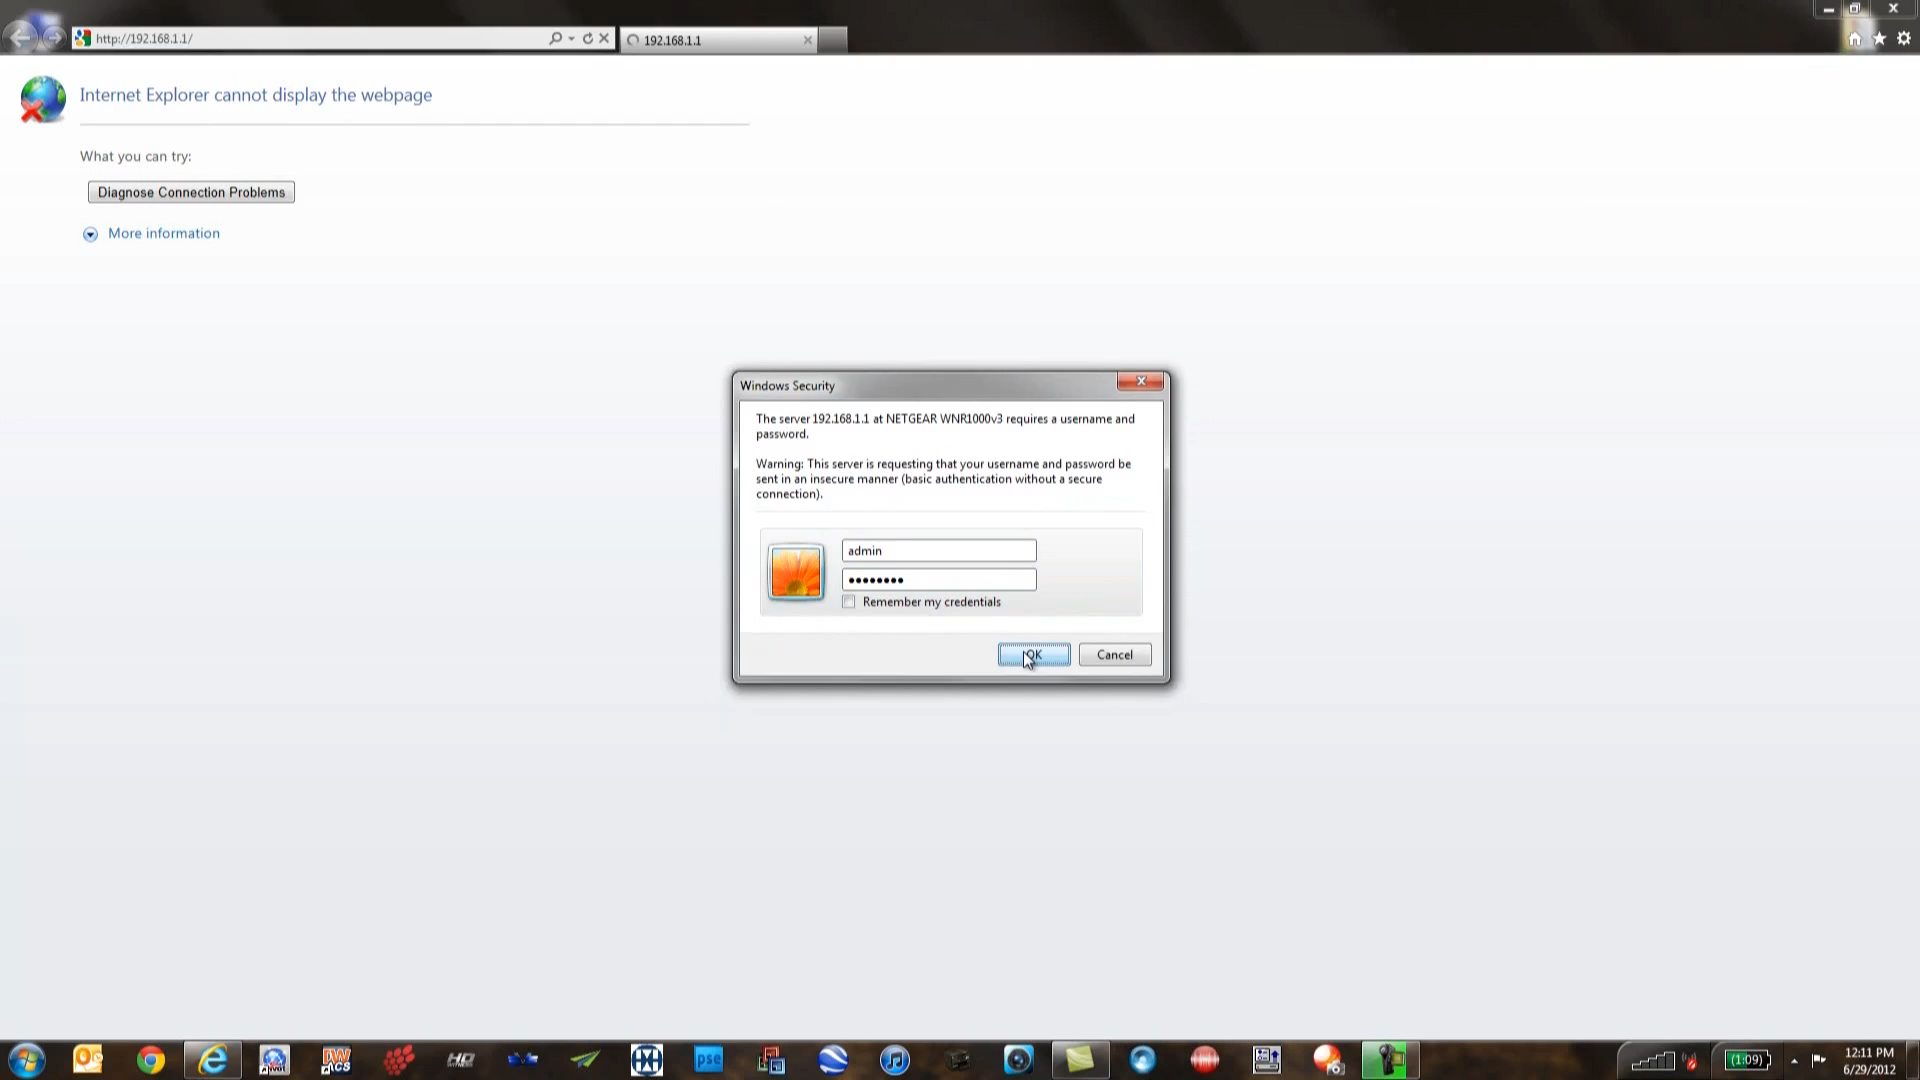 http://192.168.1.1/
192.168.1.1
Internet Explorer cannot display the webpage
What you can try:
Diagnose Connection Problems
More information
Windows Security
The server 192.168.1.1 at NETGEAR WNR1000v3 requires a username and
password.
Warning: This server is requesting that your username and password be
sent in an insecure manner (basic authentication without a secure
connection).
admin
••••••••
Remember my credentials
OK
Cancel
pse
(1:09)
12:11 PM
6/29/2012